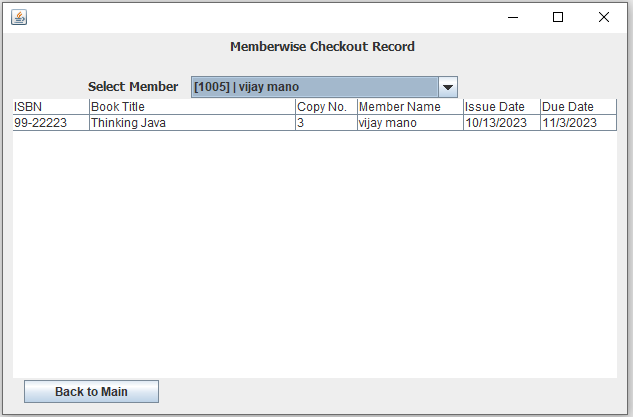 Memberwise Checkout Record
Select Member [1005] | vijay mano
ISBN Book Title Copy No. Member Name Issue Date Due Date
99-22223 Thinking Java 3 vijay mano 10/13/2023 11/3/2023
Back to Main